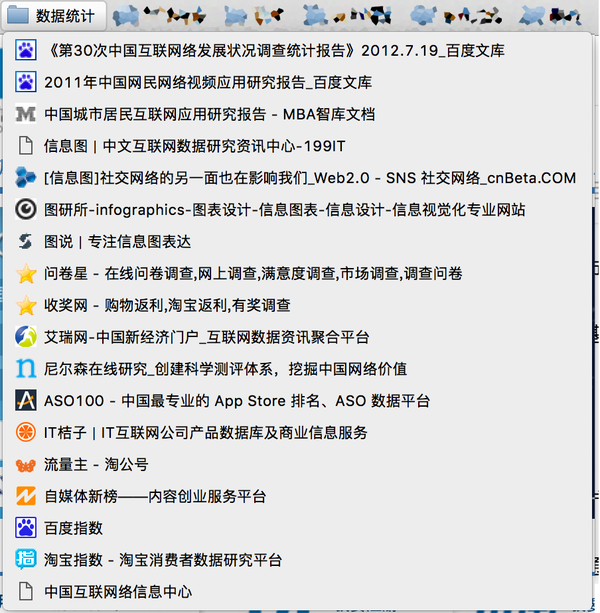 数据统计
《第30次中国互联网络发展状况调查统计报告》2012.7.19_百度文库
2011年中国网民网络视频应用研究报告_百度文库
中国城市居民互联网应用研究报告 - MBA智库文档
信息图 | 中文互联网数据研究资讯中心-199IT
[信息图]社交网络的另一面也在影响我们_Web2.0 - SNS 社交网络_cnBeta.COM
图研所-infographics-图表设计-信息图表-信息设计-信息视觉化专业网站
图说 | 专注信息图表达
问卷星 - 在线问卷调查,网上调查,满意度调查,市场调查,调查问卷
收奖网 - 购物返利,淘宝返利,有奖调查
艾瑞网-中国新经济门户_互联网数据资讯聚合平台
尼尔森在线研究_创建科学测评体系，挖掘中国网络价值
ASO100 - 中国最专业的 App Store 排名、ASO 数据平台
IT桔子 | IT互联网公司产品数据库及商业信息服务
流量主 - 淘公号
自媒体新榜——内容创业服务平台
百度指数
淘宝指数 - 淘宝消费者数据研究平台
中国互联网络信息中心